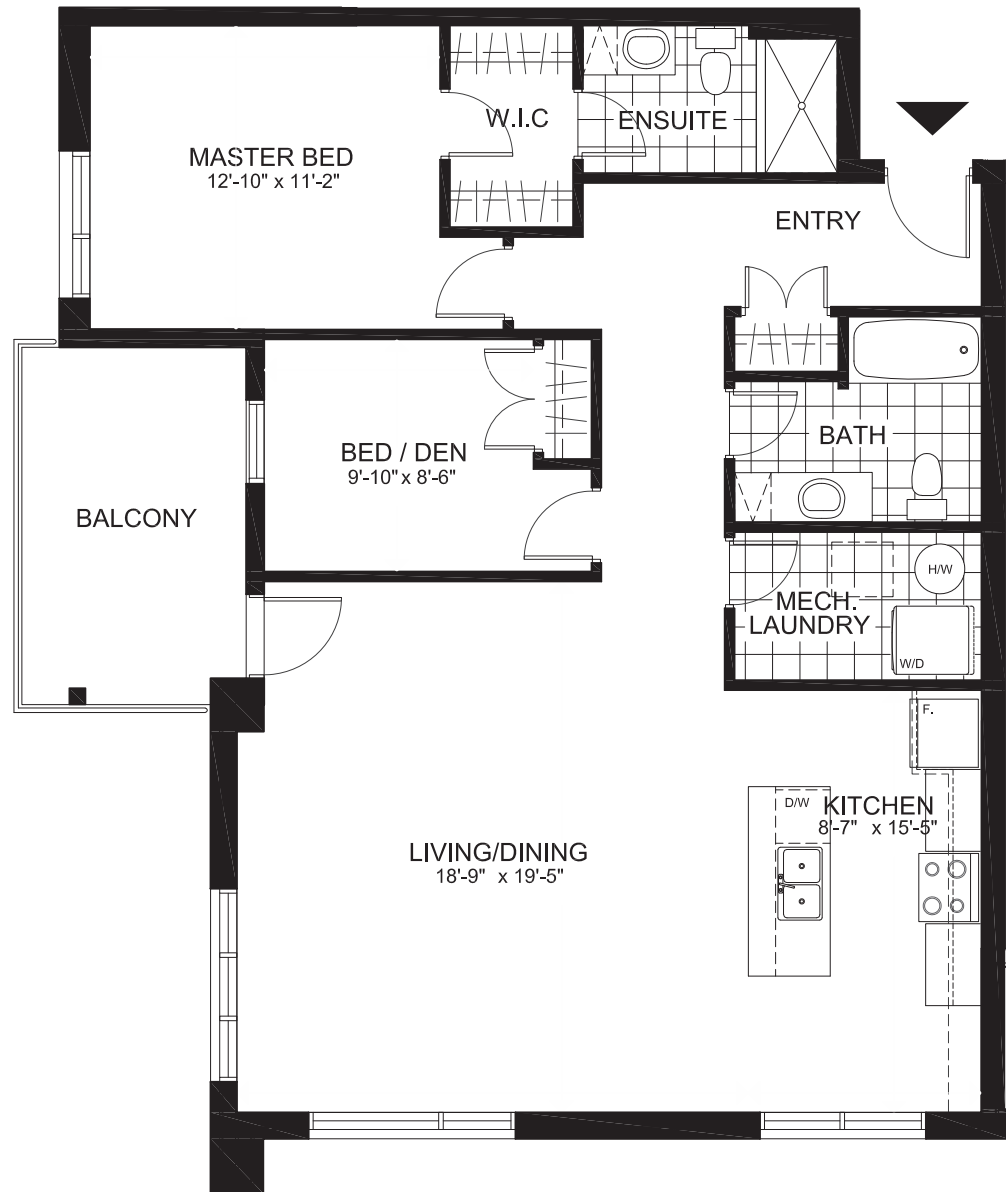 W.I.C
ENSUITE
MASTER BED
12'-10" x 11'-2"
ENTRY
BED / DEN
9'-10" x 8'-6"
BATH
BALCONY
H/W
MECH.
LAUNDRY
W/D
F.
D/W
KITCHEN
8'-7" x 15'-5"
LIVING/DINING
18'-9" x 19'-5"